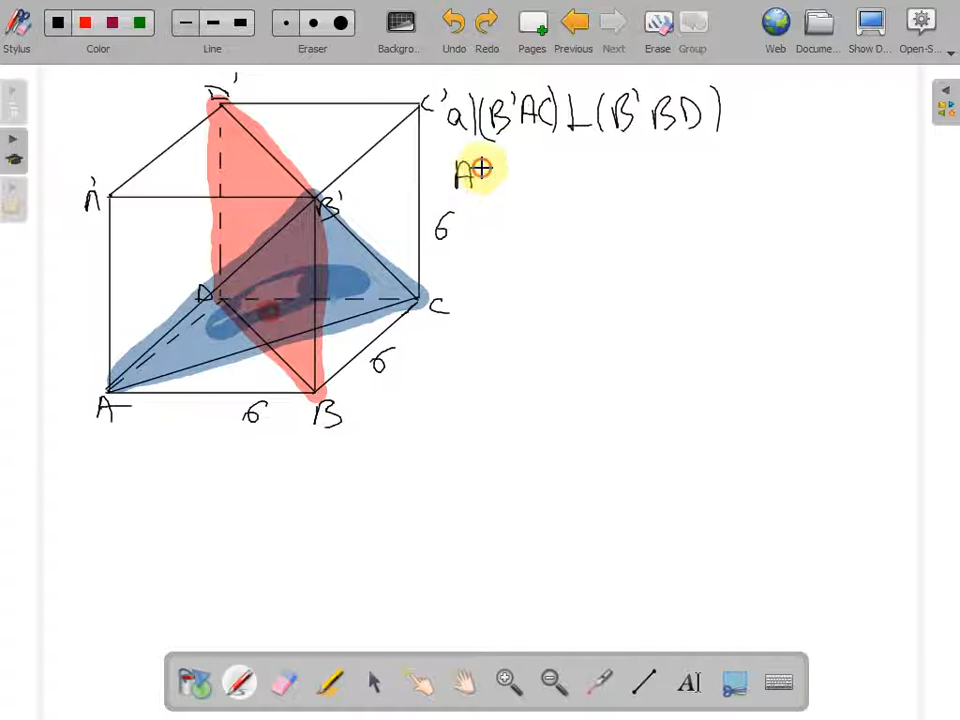 Stylus
Color
Line
Eraser
Backgro...
Undo
Redo
Pages
Previous
Next
Erase
Group
Web
Docume...
Show D...
Open-S...
D'
C'
a) (B'AC) ⊥ (B'BD)
A
A'
B'
6
D
C
6
A
6
B